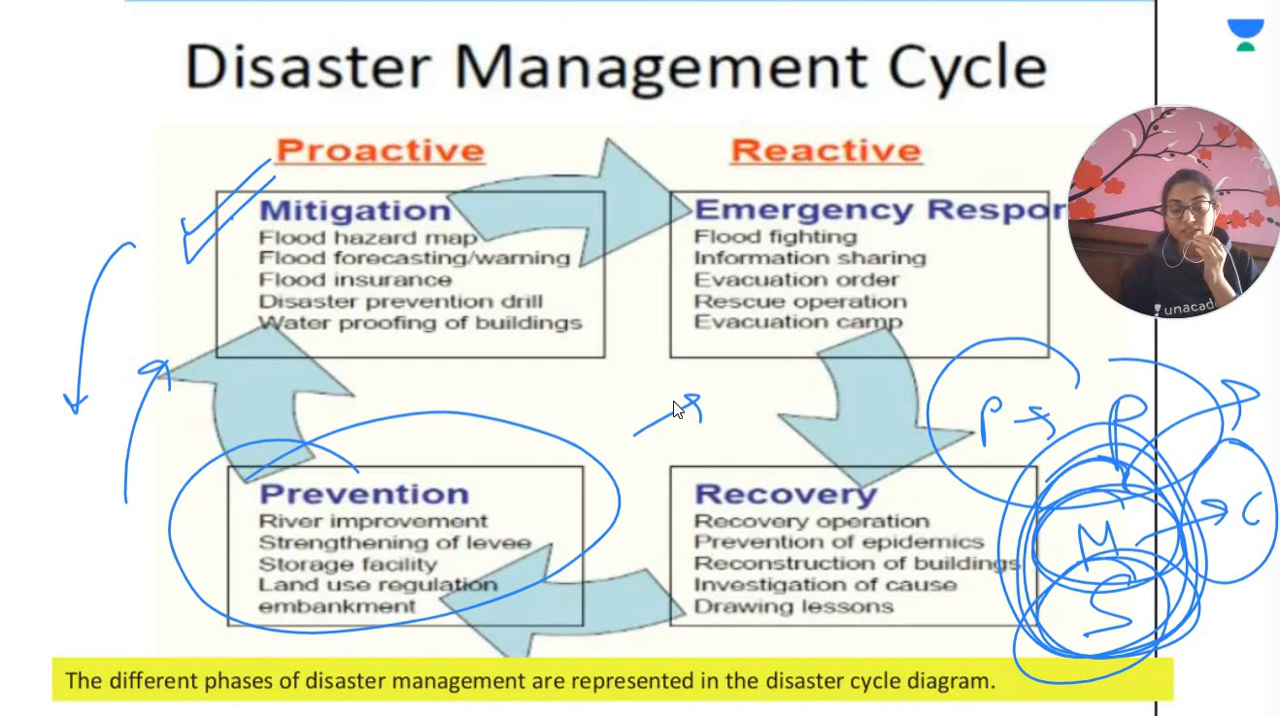 Disaster Management Cycle
Proactive
Reactive
Mitigation
Flood hazard map
Flood forecasting/warning
Flood insurance
Disaster prevention drill
Water proofing of buildings
Emergency Respor
Flood fighting
Information sharing
Evacuation order
Rescue operation
Evacuation camp
Prevention
River improvement
Strengthening of levee
Storage facility
Land use regulation
embankment
Recovery
Recovery operation
Prevention of epidemics
Reconstruction of buildings
Investigation of cause
Drawing lessons
P P
M C
S
unacad
The different phases of disaster management are represented in the disaster cycle diagram.